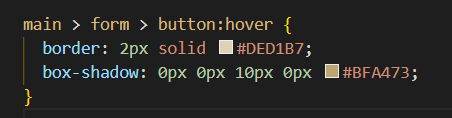 main > form > button:hover {
  border: 2px solid #DED1B7;
  box-shadow: 0px 0px 10px 0px #BFA473;
}